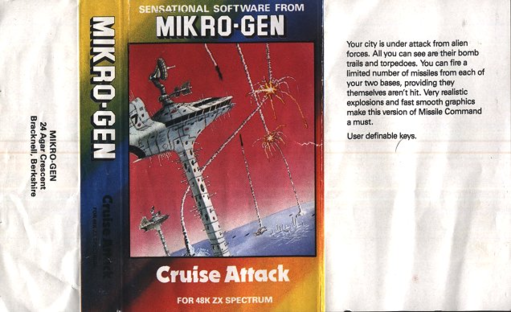 MIKRO-GEN
24 Agar Crescent
Bracknell, Berkshire
MIKRO-GEN
Cruise Attack
SENSATIONAL SOFTWARE FROM
MIKRO-GEN
Cruise Attack
FOR 48K ZX SPECTRUM
Your city is under attack from alien
forces. All you can see are their bomb
trails and torpedoes. You can fire a
limited number of missiles from each of
your two bases, providing they
themselves aren't hit. Very realistic
explosions and fast smooth graphics
make this version of Missile Command
a must.
User definable keys.